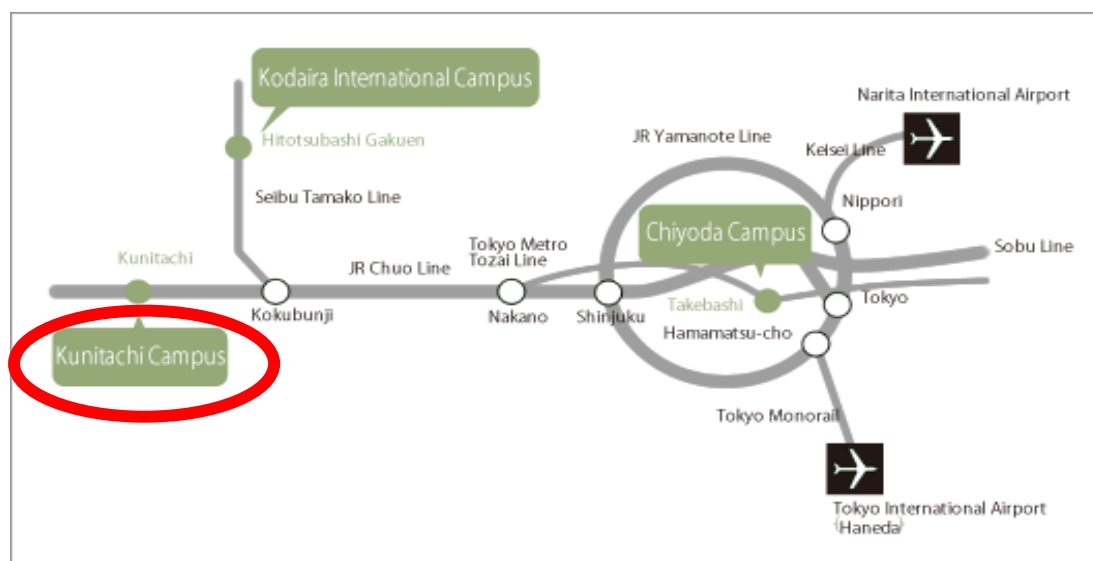 Kodaira International Campus
Narita International Airport
Hitotsubashi Gakuen
JR Yamanote Line
Keisei Line
Seibu Tamako Line
Nippori
Chiyoda Campus
Kunitachi
Tokyo Metro
Tozai Line
Sobu Line
JR Chuo Line
Takebashi
Tokyo
Kokubunji
Nakano
Shinjuku
Hamamatsu-cho
Kunitachi Campus
Tokyo Monorail
Tokyo International Airport
(Haneda)